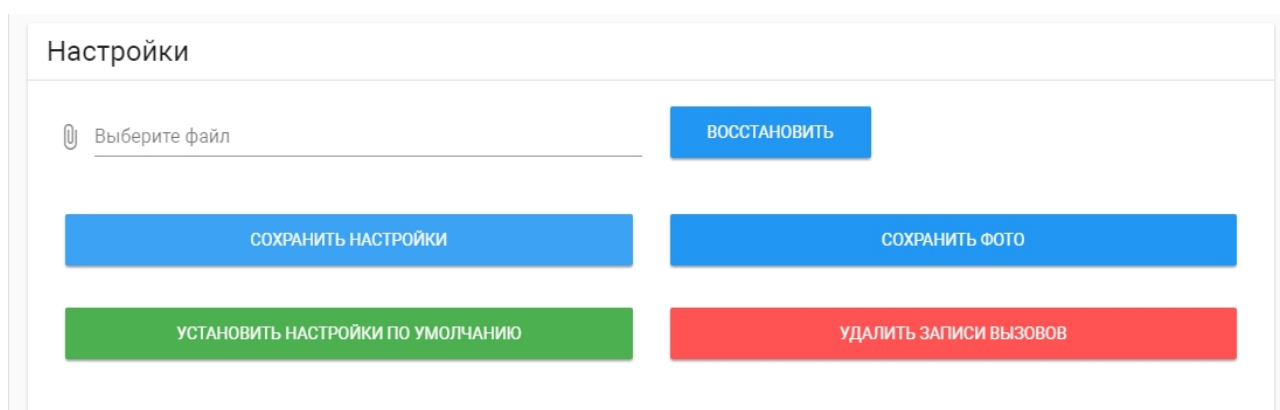 Настройки
Выберите файл
ВОССТАНОВИТЬ
СОХРАНИТЬ НАСТРОЙКИ
СОХРАНИТЬ ФОТО
УСТАНОВИТЬ НАСТРОЙКИ ПО УМОЛЧАНИЮ
УДАЛИТЬ ЗАПИСИ ВЫЗОВОВ